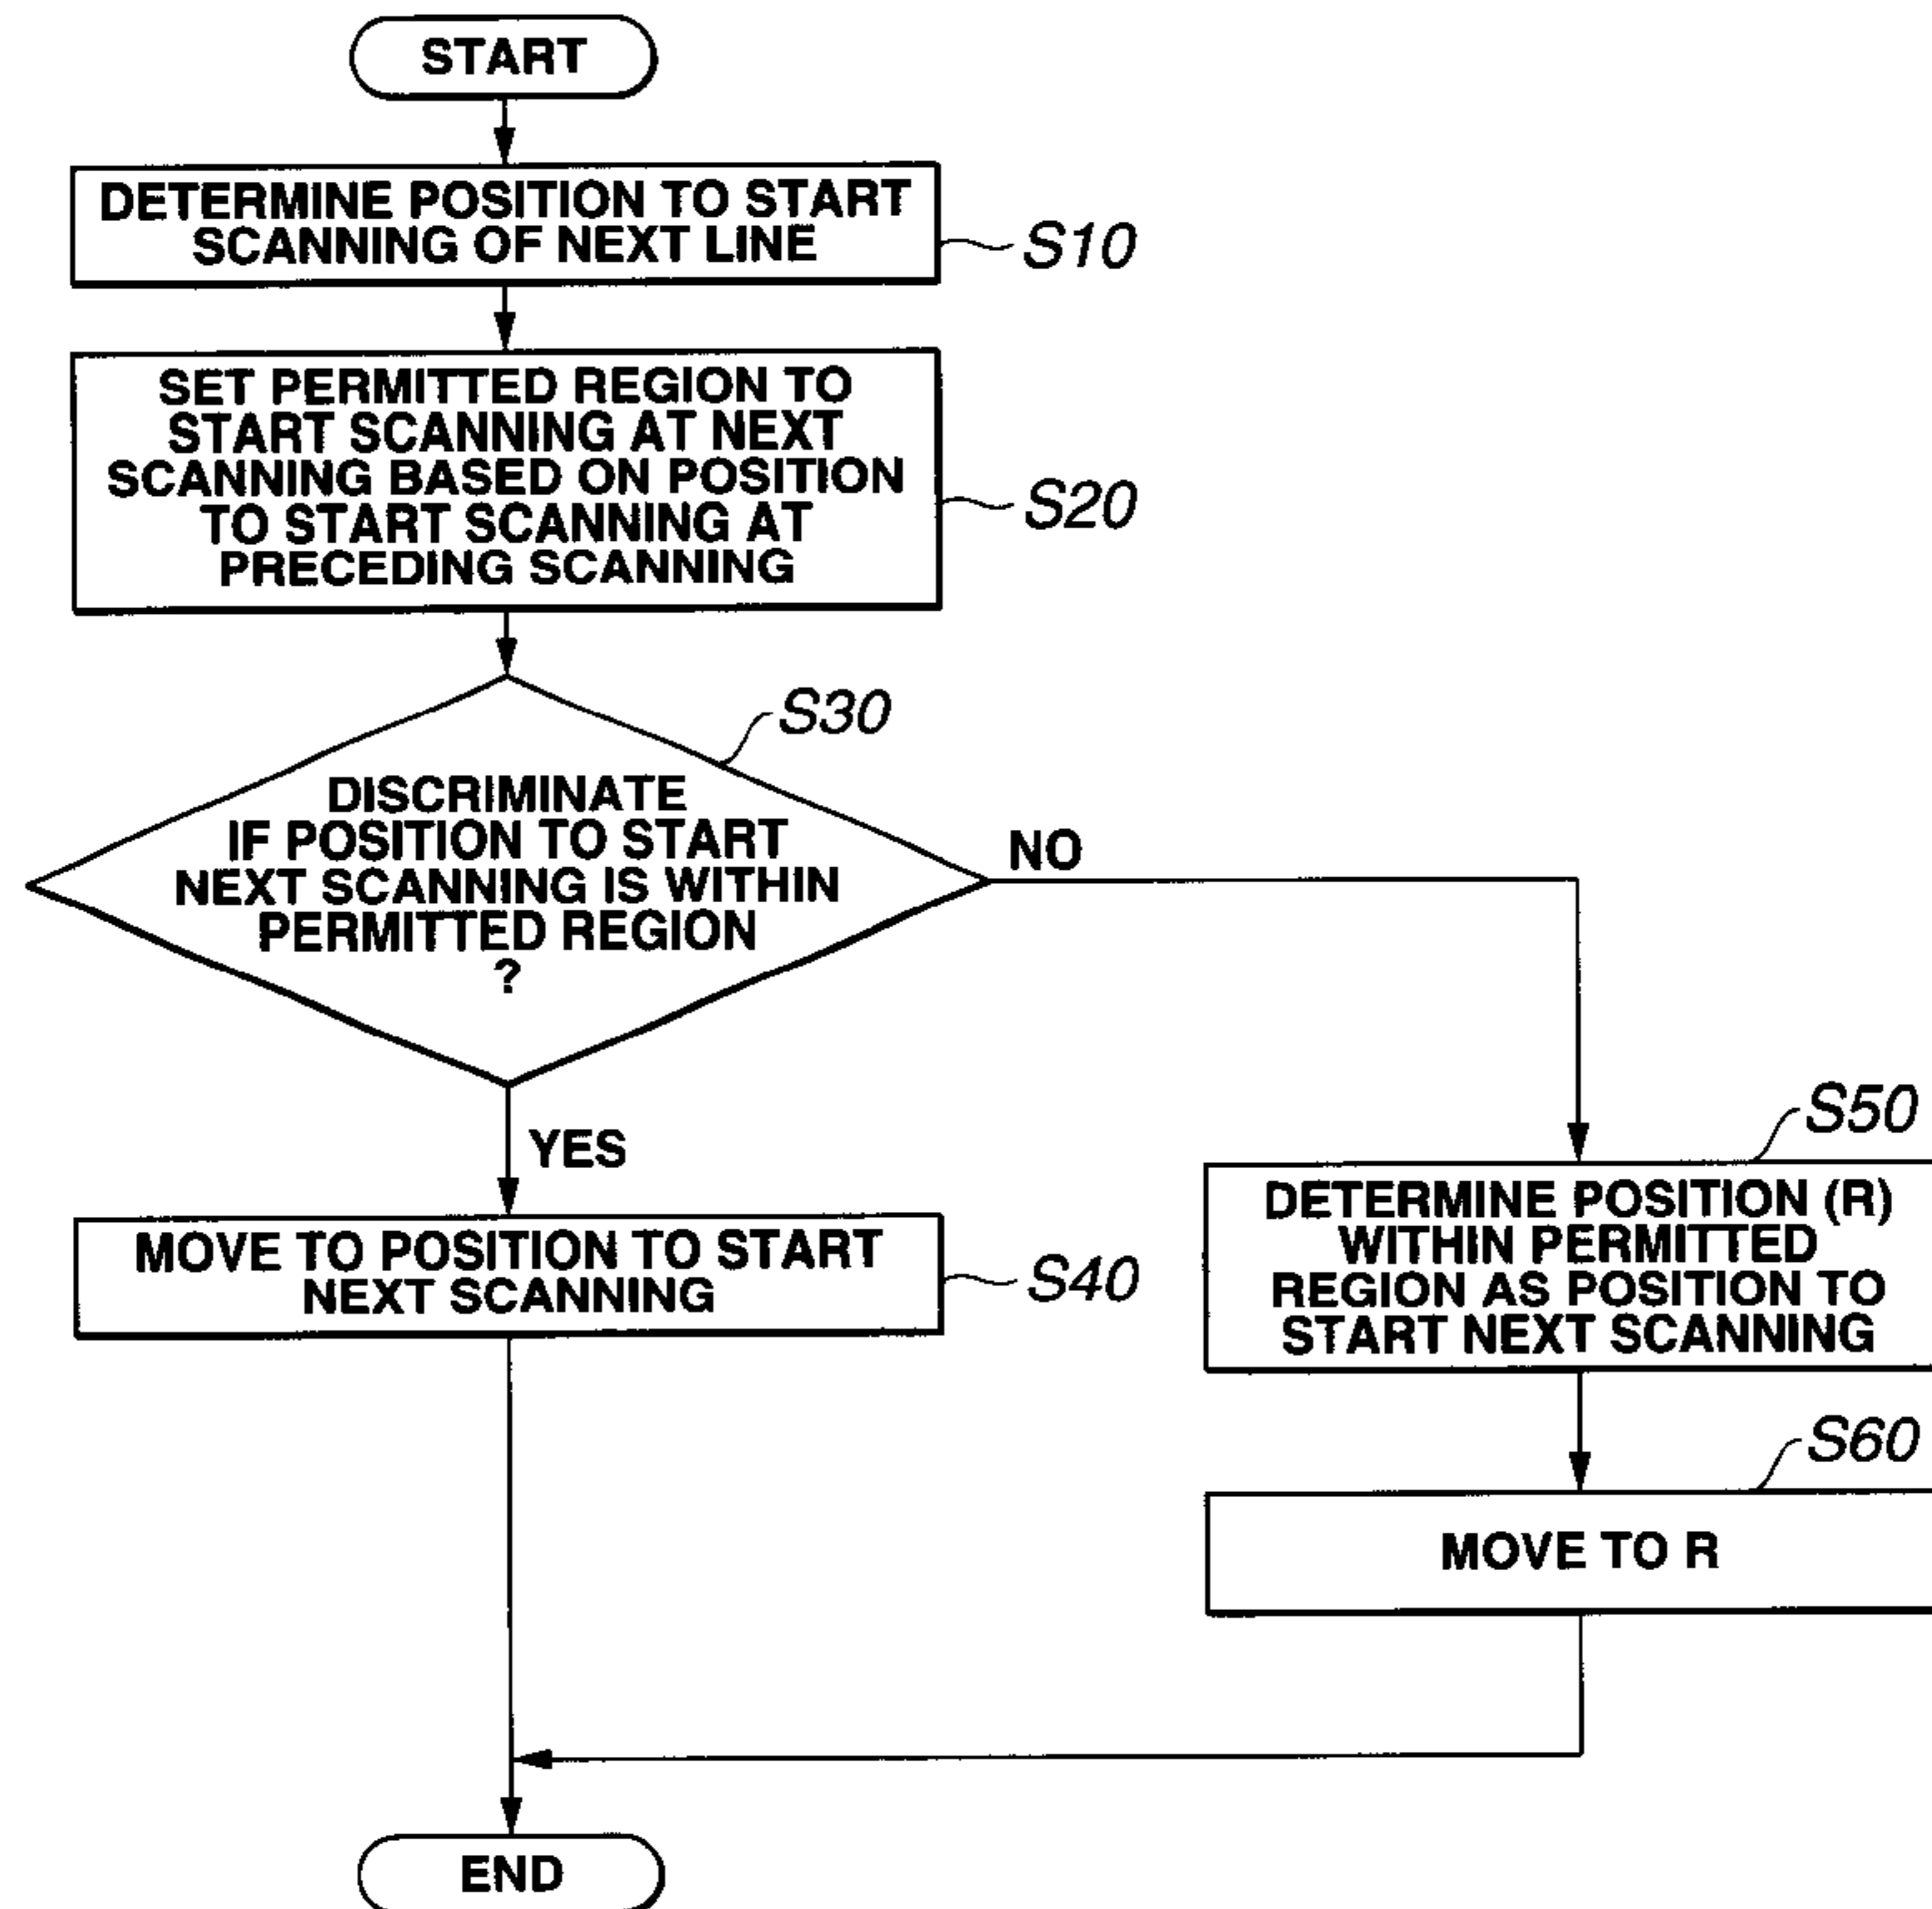 START
DETERMINE POSITION TO START
SCANNING OF NEXT LINE
S10
SET PERMITTED REGION TO
START SCANNING AT NEXT
SCANNING BASED ON POSITION
TO START SCANNING AT
PRECEDING SCANNING
S20
S30
DISCRIMINATE
IF POSITION TO START
NEXT SCANNING IS WITHIN
PERMITTED REGION
?
NO
YES
MOVE TO POSITION TO START
NEXT SCANNING
S40
S50
DETERMINE POSITION (R)
WITHIN PERMITTED
REGION AS POSITION TO
START NEXT SCANNING
S60
MOVE TO R
END